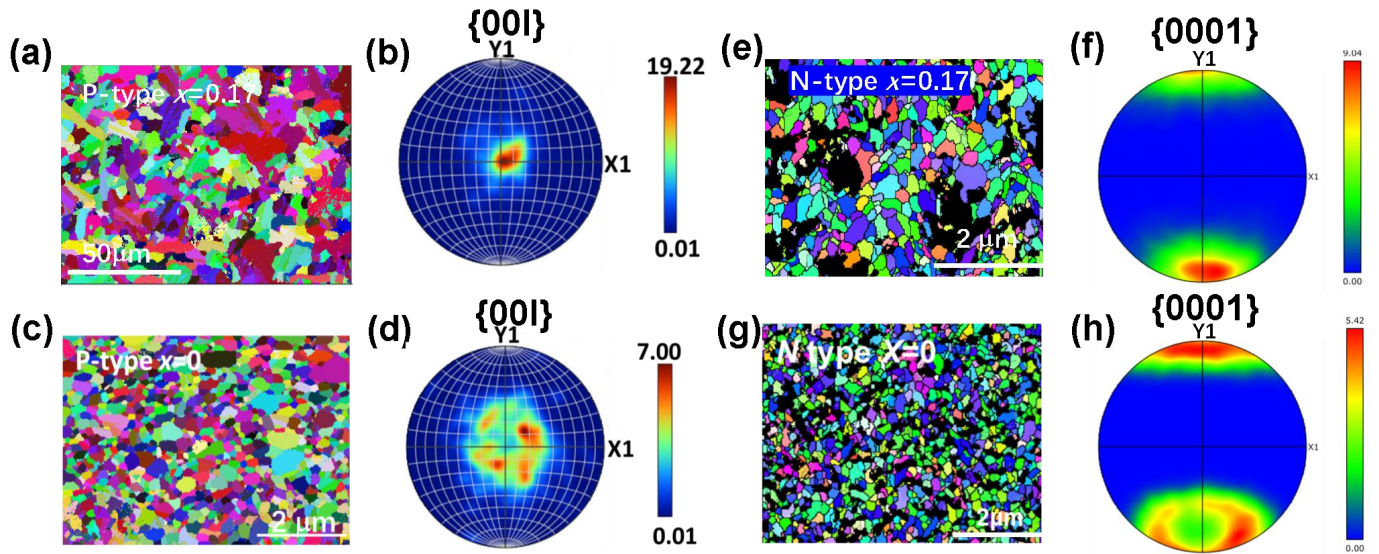 (a)
P-type x=0.17
50μm
(b)
{00l}
Y1
X1
19.22
0.01
(e)
N-type x=0.17
2 μm
(f)
{0001}
Y1
X1
9.04
0.00
(c)
P-type x=0
2 μm
(d)
{00l}
Y1
X1
7.00
0.01
(g)
N type X=0
2μm
(h)
{0001}
Y1
X1
5.42
0.00